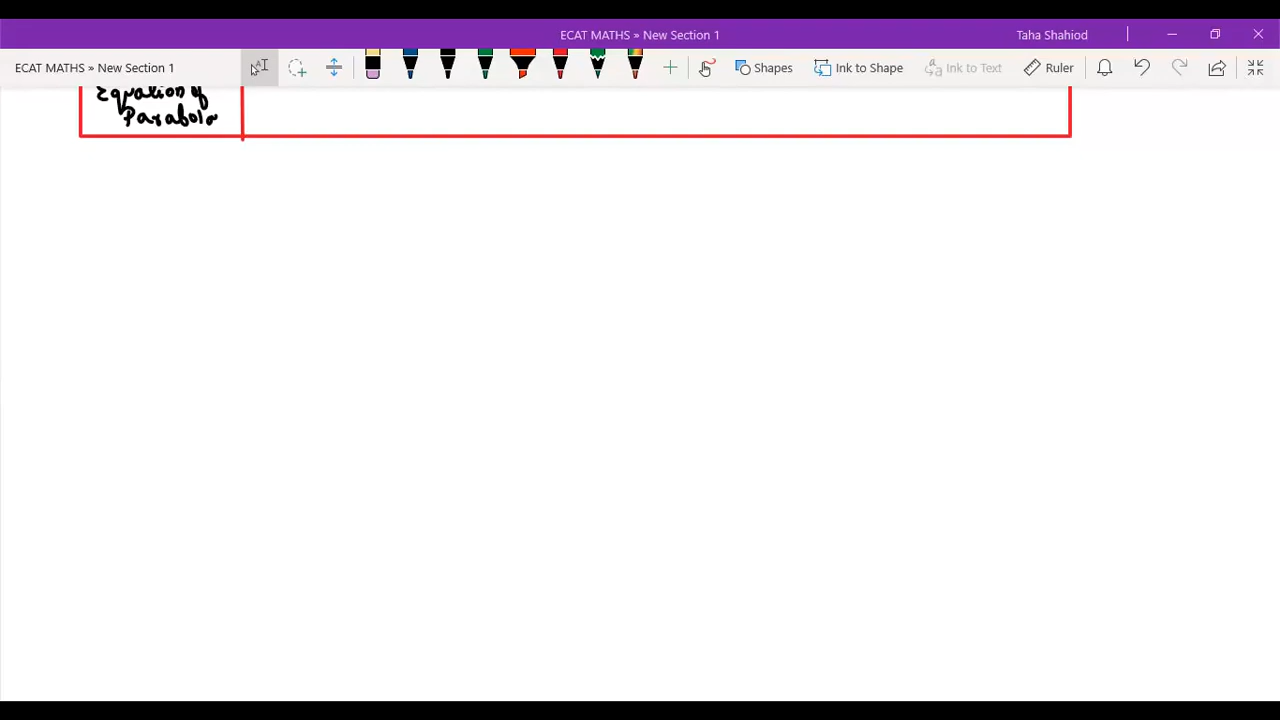 ECAT MATHS » New Section 1
Taha Shahiod
ECAT MATHS » New Section 1
Shapes
Ink to Shape
Ink to Text
Ruler
Equation of
Parabola